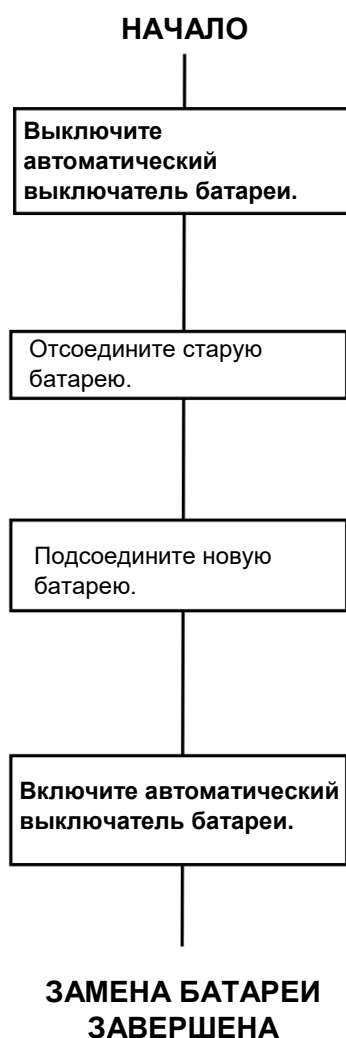 НАЧАЛО
Выключите
автоматический
выключатель батареи.
Отсоедините старую
батарею.
Подсоедините новую
батарею.
Включите автоматический
выключатель батареи.
ЗАМЕНА БАТАРЕИ
ЗАВЕРШЕНА